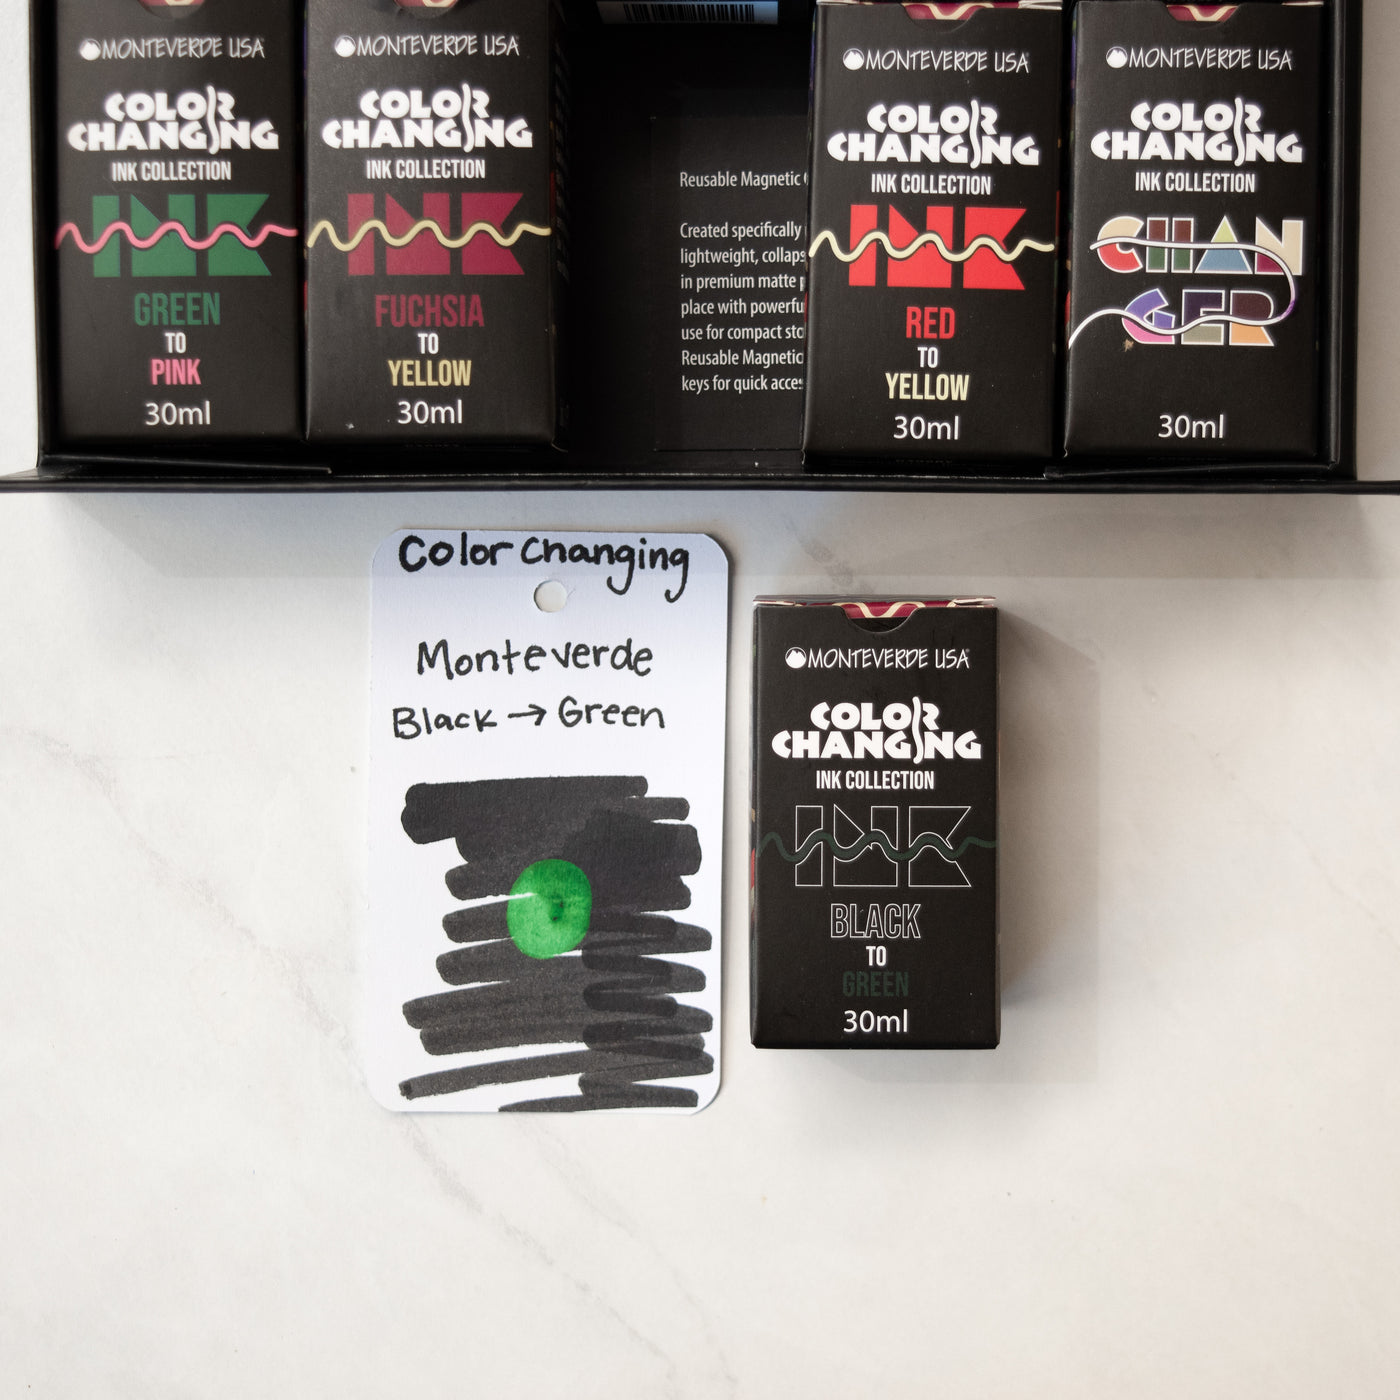 MONTEVERDE USA
COLOR
CHANGING
INK COLLECTION
INK
GREEN
TO
PINK
30ml
MONTEVERDE USA
COLOR
CHANGING
INK COLLECTION
INK
FUCHSIA
TO
YELLOW
30ml
Reusable Magnetic
Created specifically
lightweight, collaps
in premium matte
place with powerfu
use for compact sto
Reusable Magnetic
keys for quick acces
MONTEVERDE USA
COLOR
CHANGING
INK COLLECTION
INK
RED
TO
YELLOW
30ml
MONTEVERDE USA
COLOR
CHANGING
INK COLLECTION
CHAN
GER
30ml
Color Changing
Monteverde
Black → Green
MONTEVERDE USA
COLOR
CHANGING
INK COLLECTION
INK
BLACK
TO
GREEN
30ml